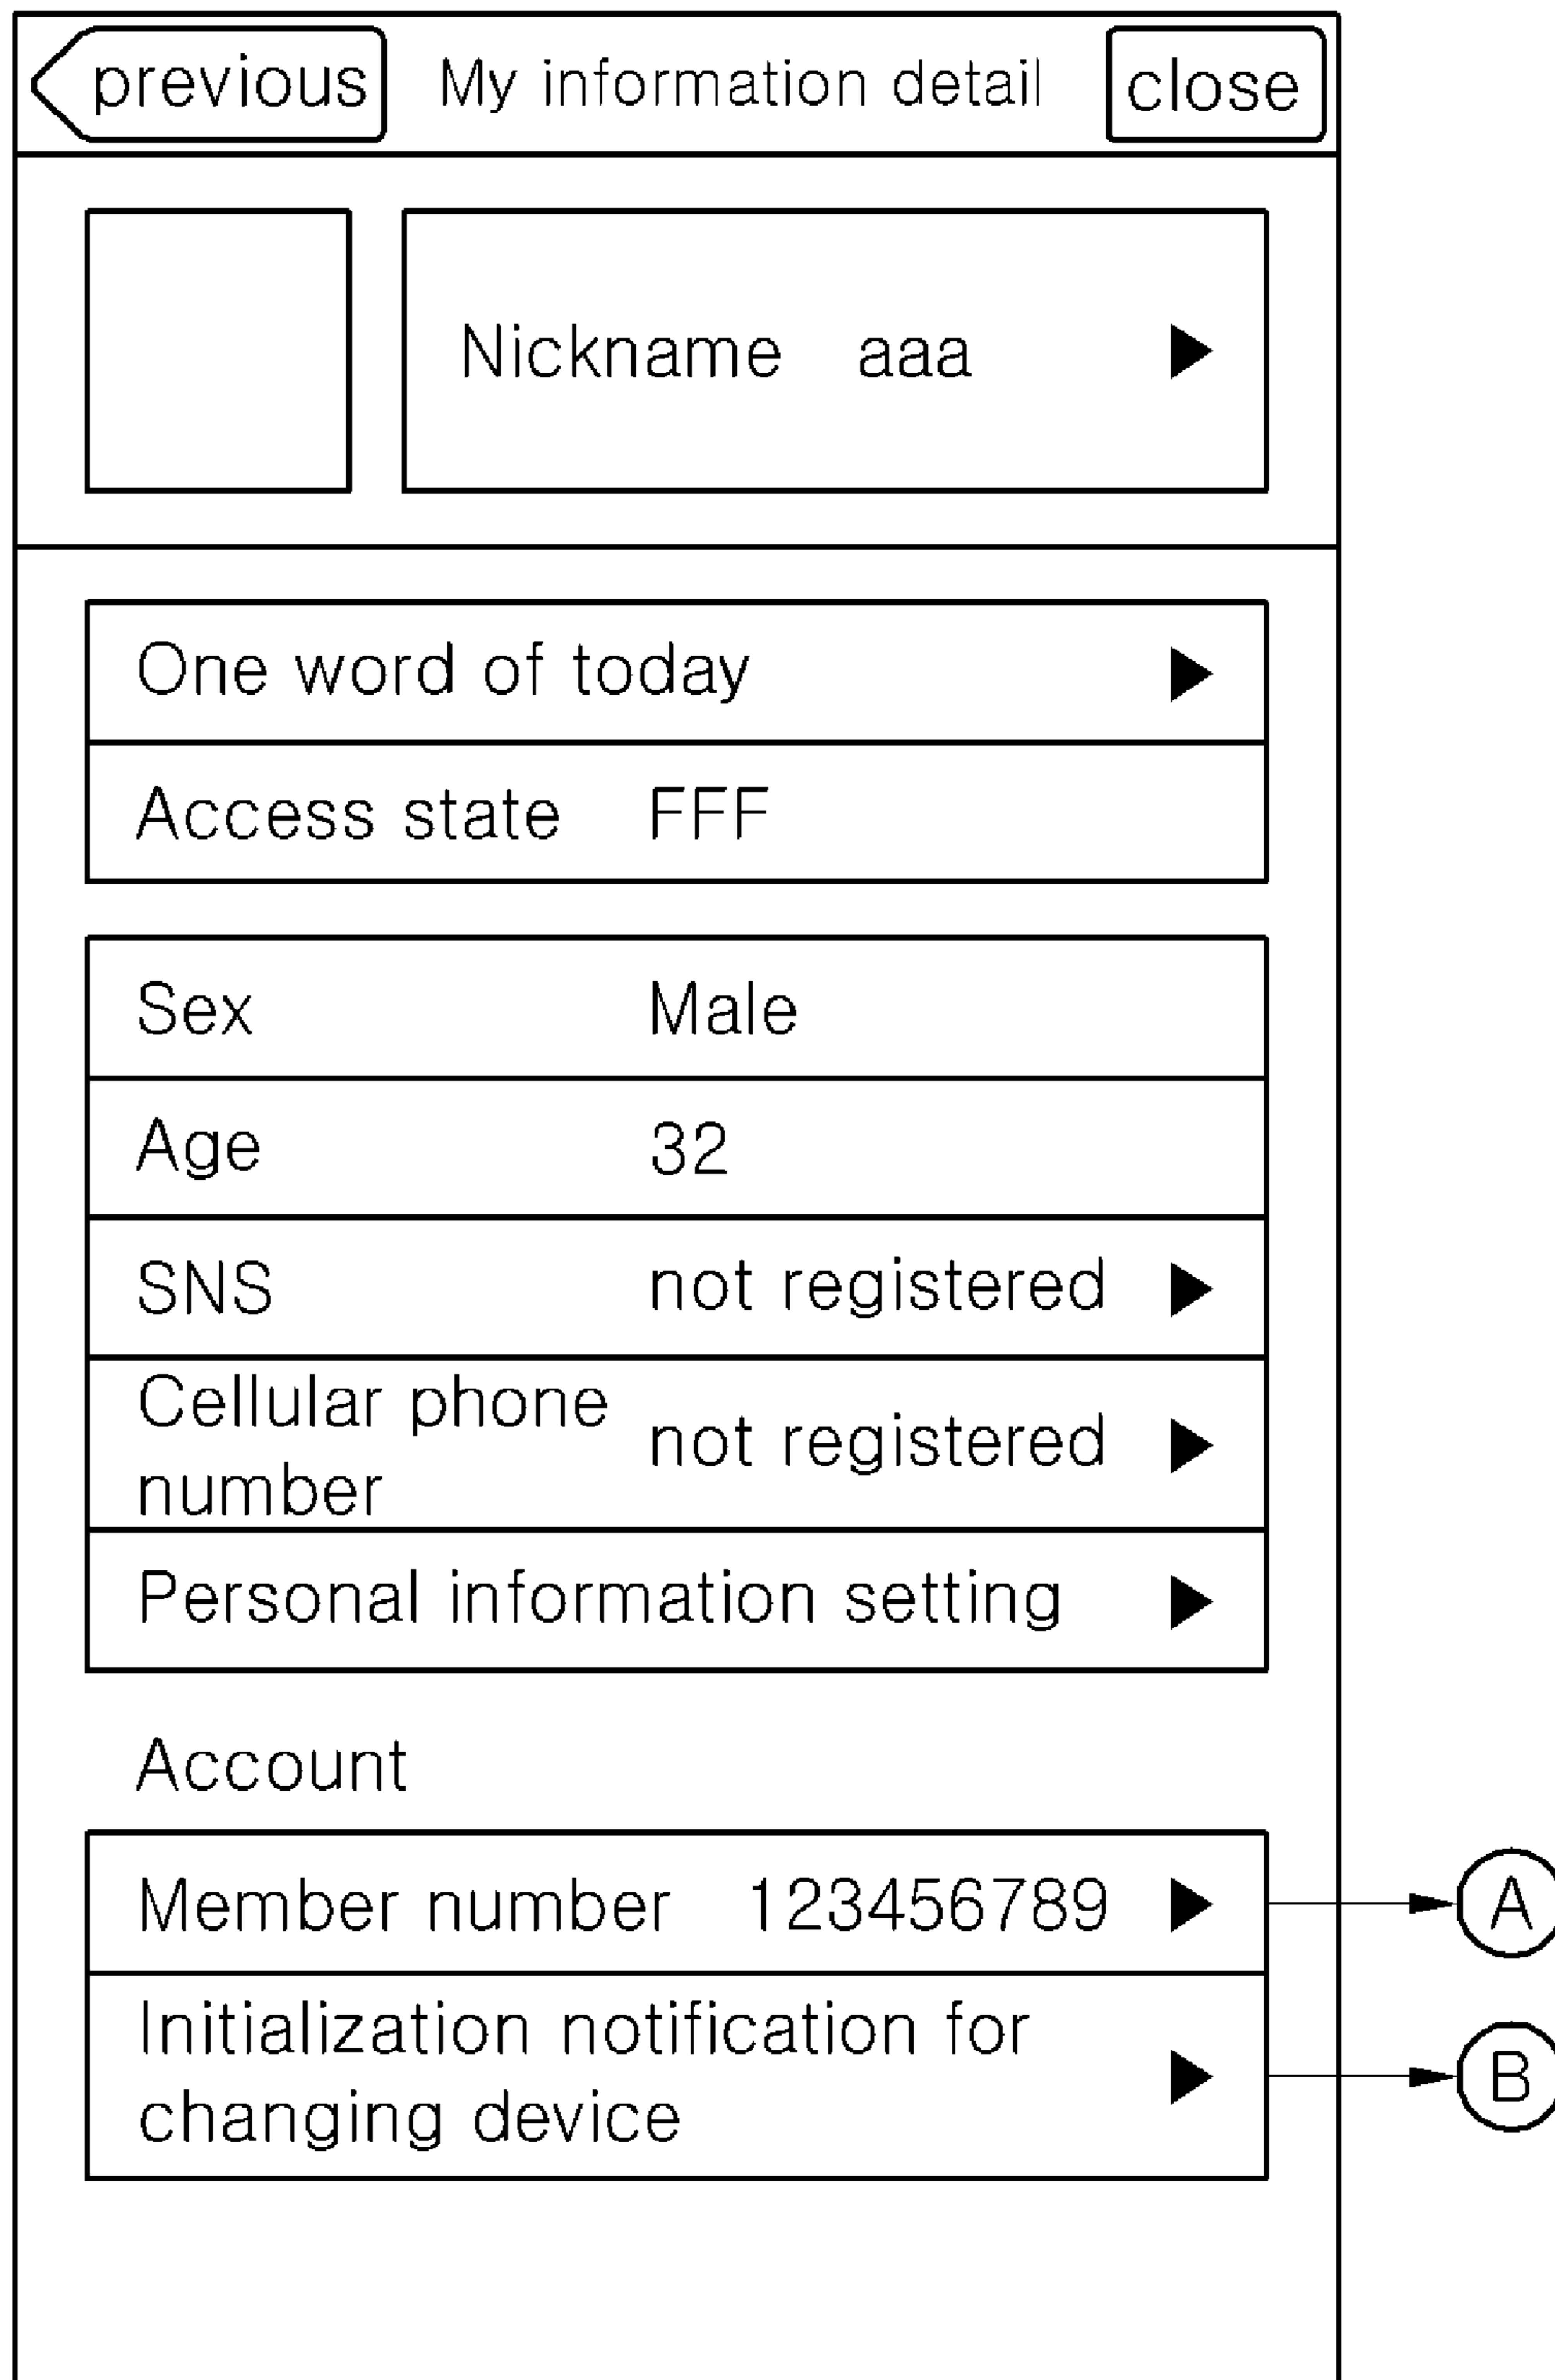 previous My information detail close
Nickname aaa
One word of today
Access state FFF
Sex Male
Age 32
SNS not registered
Cellular phone
number not registered
Personal information setting
Account
Member number 123456789
A
Initialization notification for
changing device
B